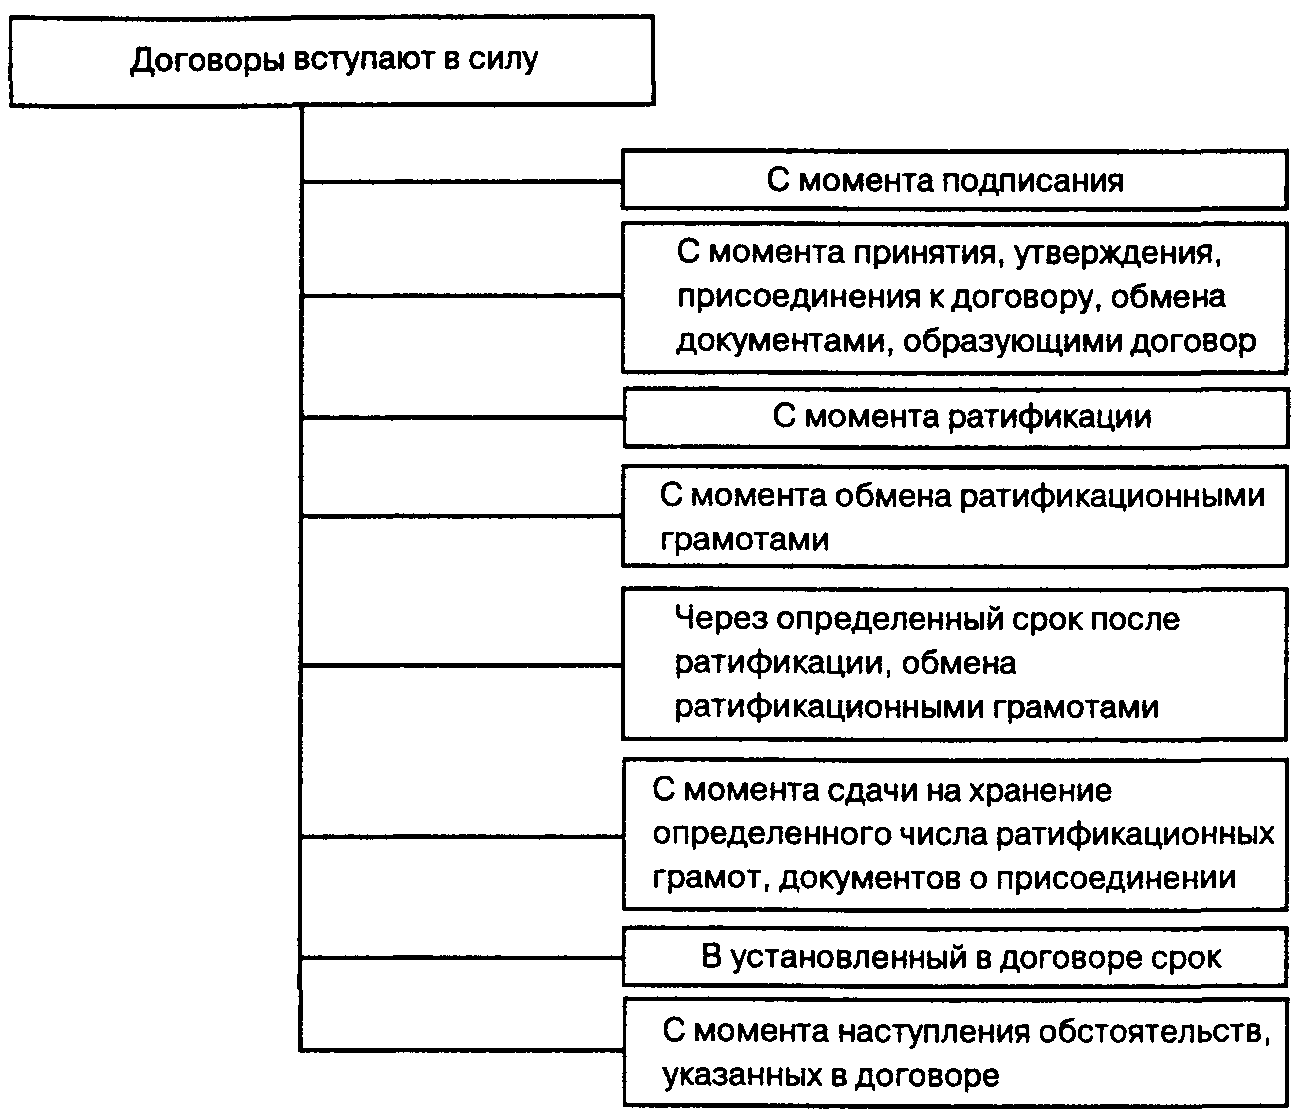 Договоры вступают в силу
С момента подписания
С момента принятия, утверждения,
присоединения к договору, обмена
документами, образующими договор
С момента ратификации
С момента обмена ратификационными
грамотами
Через определенный срок после
ратификации, обмена
ратификационными грамотами
С момента сдачи на хранение
определенного числа ратификационных
грамот, документов о присоединении
В установленный в договоре срок
С момента наступления обстоятельств,
указанных в договоре